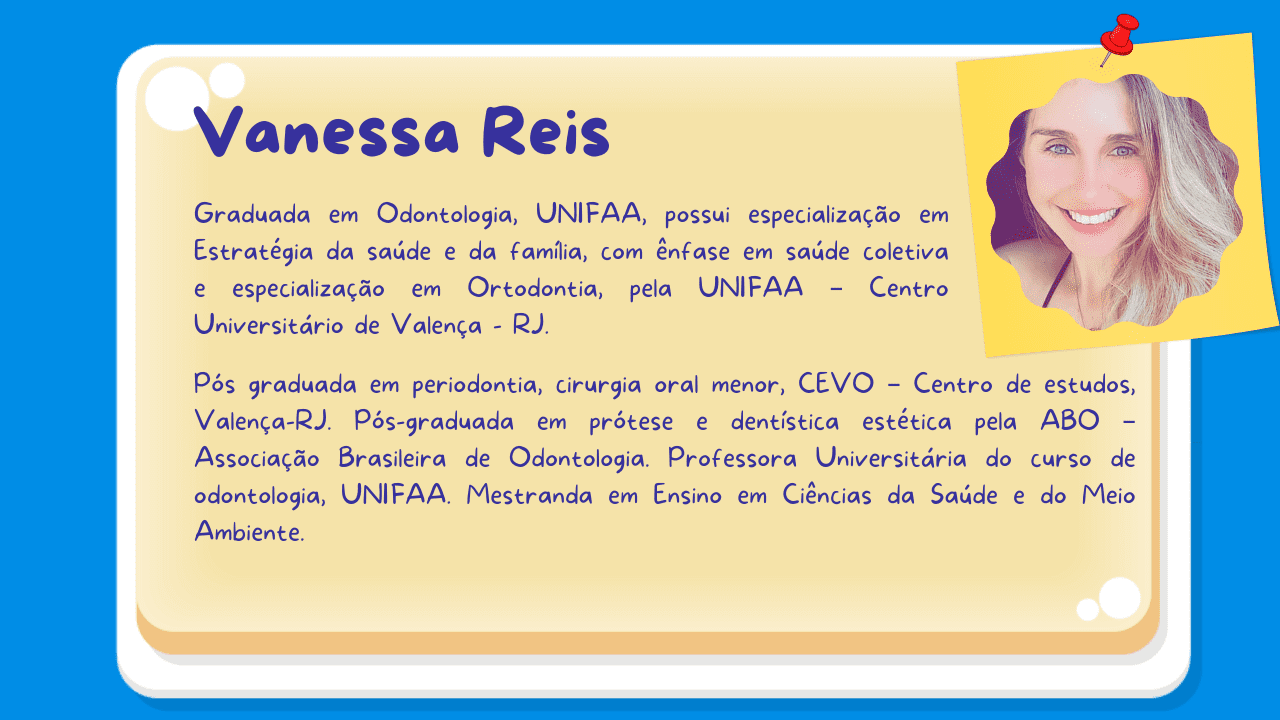 Vanessa Reis
Graduada em Odontologia, UNIFAA, possui especialização em
Estratégia da saúde e da família, com ênfase em saúde coletiva
e especialização em Ortodontia, pela UNIFAA – Centro
Universitário de Valença - RJ.
Pós graduada em periodontia, cirurgia oral menor, CEVO – Centro de estudos,
Valença-RJ. Pós-graduada em prótese e dentística estética pela ABO –
Associação Brasileira de Odontologia. Professora Universitária do curso de
odontologia, UNIFAA. Mestranda em Ensino em Ciências da Saúde e do Meio
Ambiente.